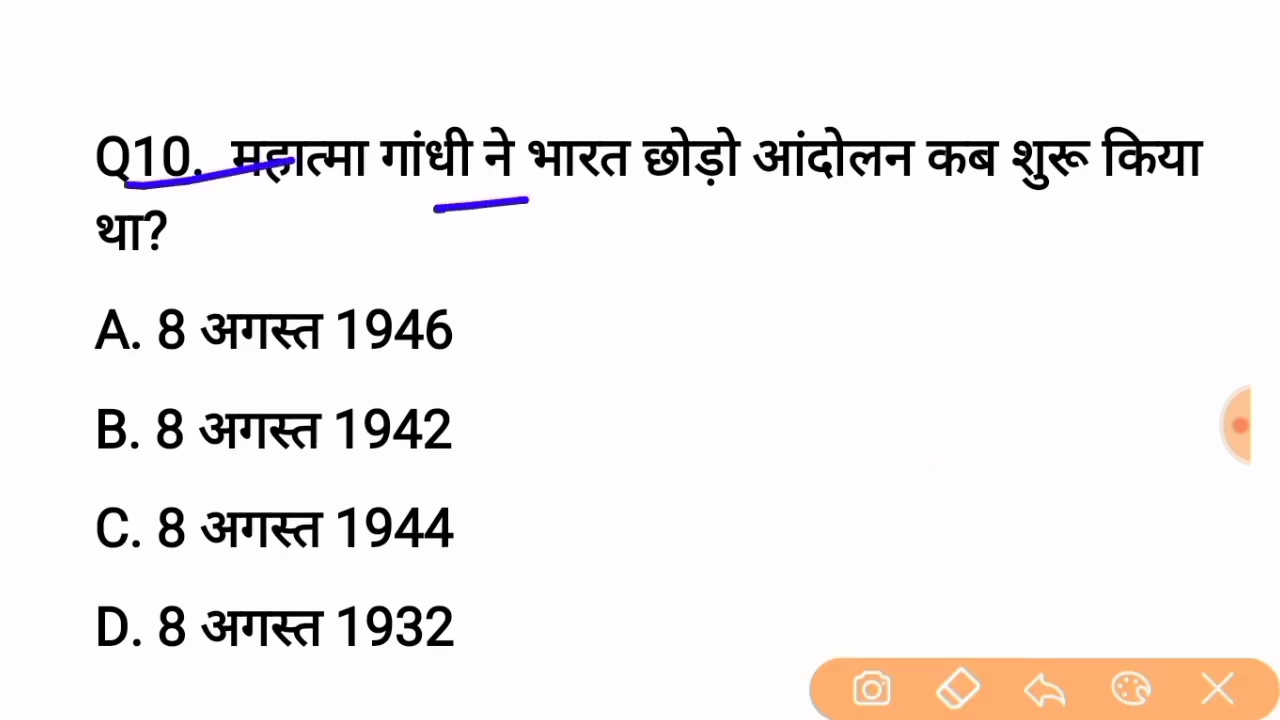 Q10. महात्मा गांधी ने भारत छोड़ो आंदोलन कब शुरू किया
था?
A. 8 अगस्त 1946
B. 8 अगस्त 1942
C. 8 अगस्त 1944
D. 8 अगस्त 1932